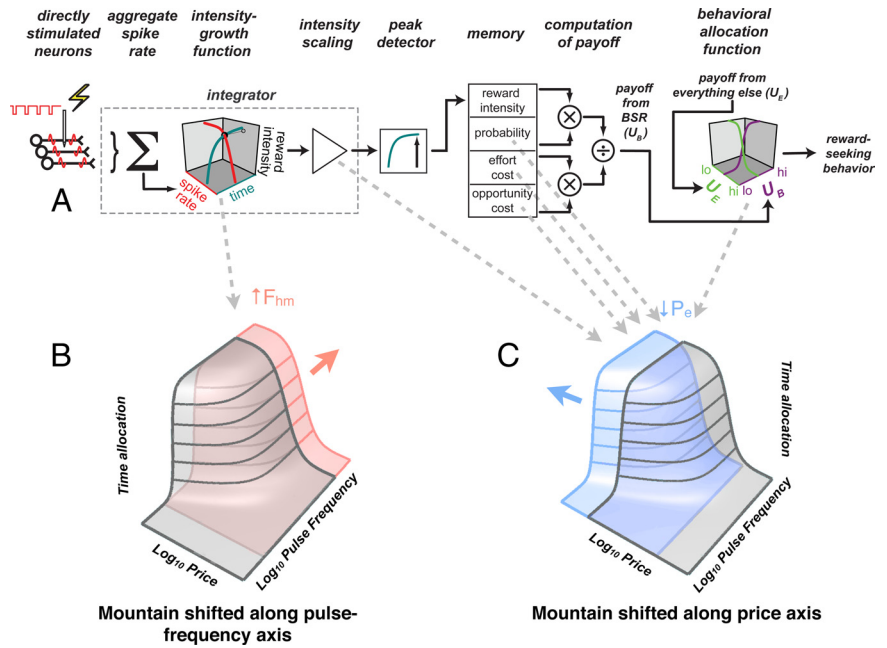 directly stimulated neurons
aggregate spike rate
intensity-growth function
intensity scaling
peak detector
memory
computation of payoff
behavioral allocation function
integrator
Σ
reward intensity
spike rate
time
reward intensity
probability
effort cost
opportunity cost
×
×
÷
payoff from BSR (U_B)
payoff from everything else (U_E)
lo
hi
U_E
lo
hi
U_B
reward-seeking behavior
A
↑F_hm
B
Time allocation
Log₁₀ Price
Log₁₀ Pulse Frequency
Mountain shifted along pulse-
frequency axis
↓P_e
C
Time allocation
Log₁₀ Price
Log₁₀ Pulse Frequency
Mountain shifted along price axis